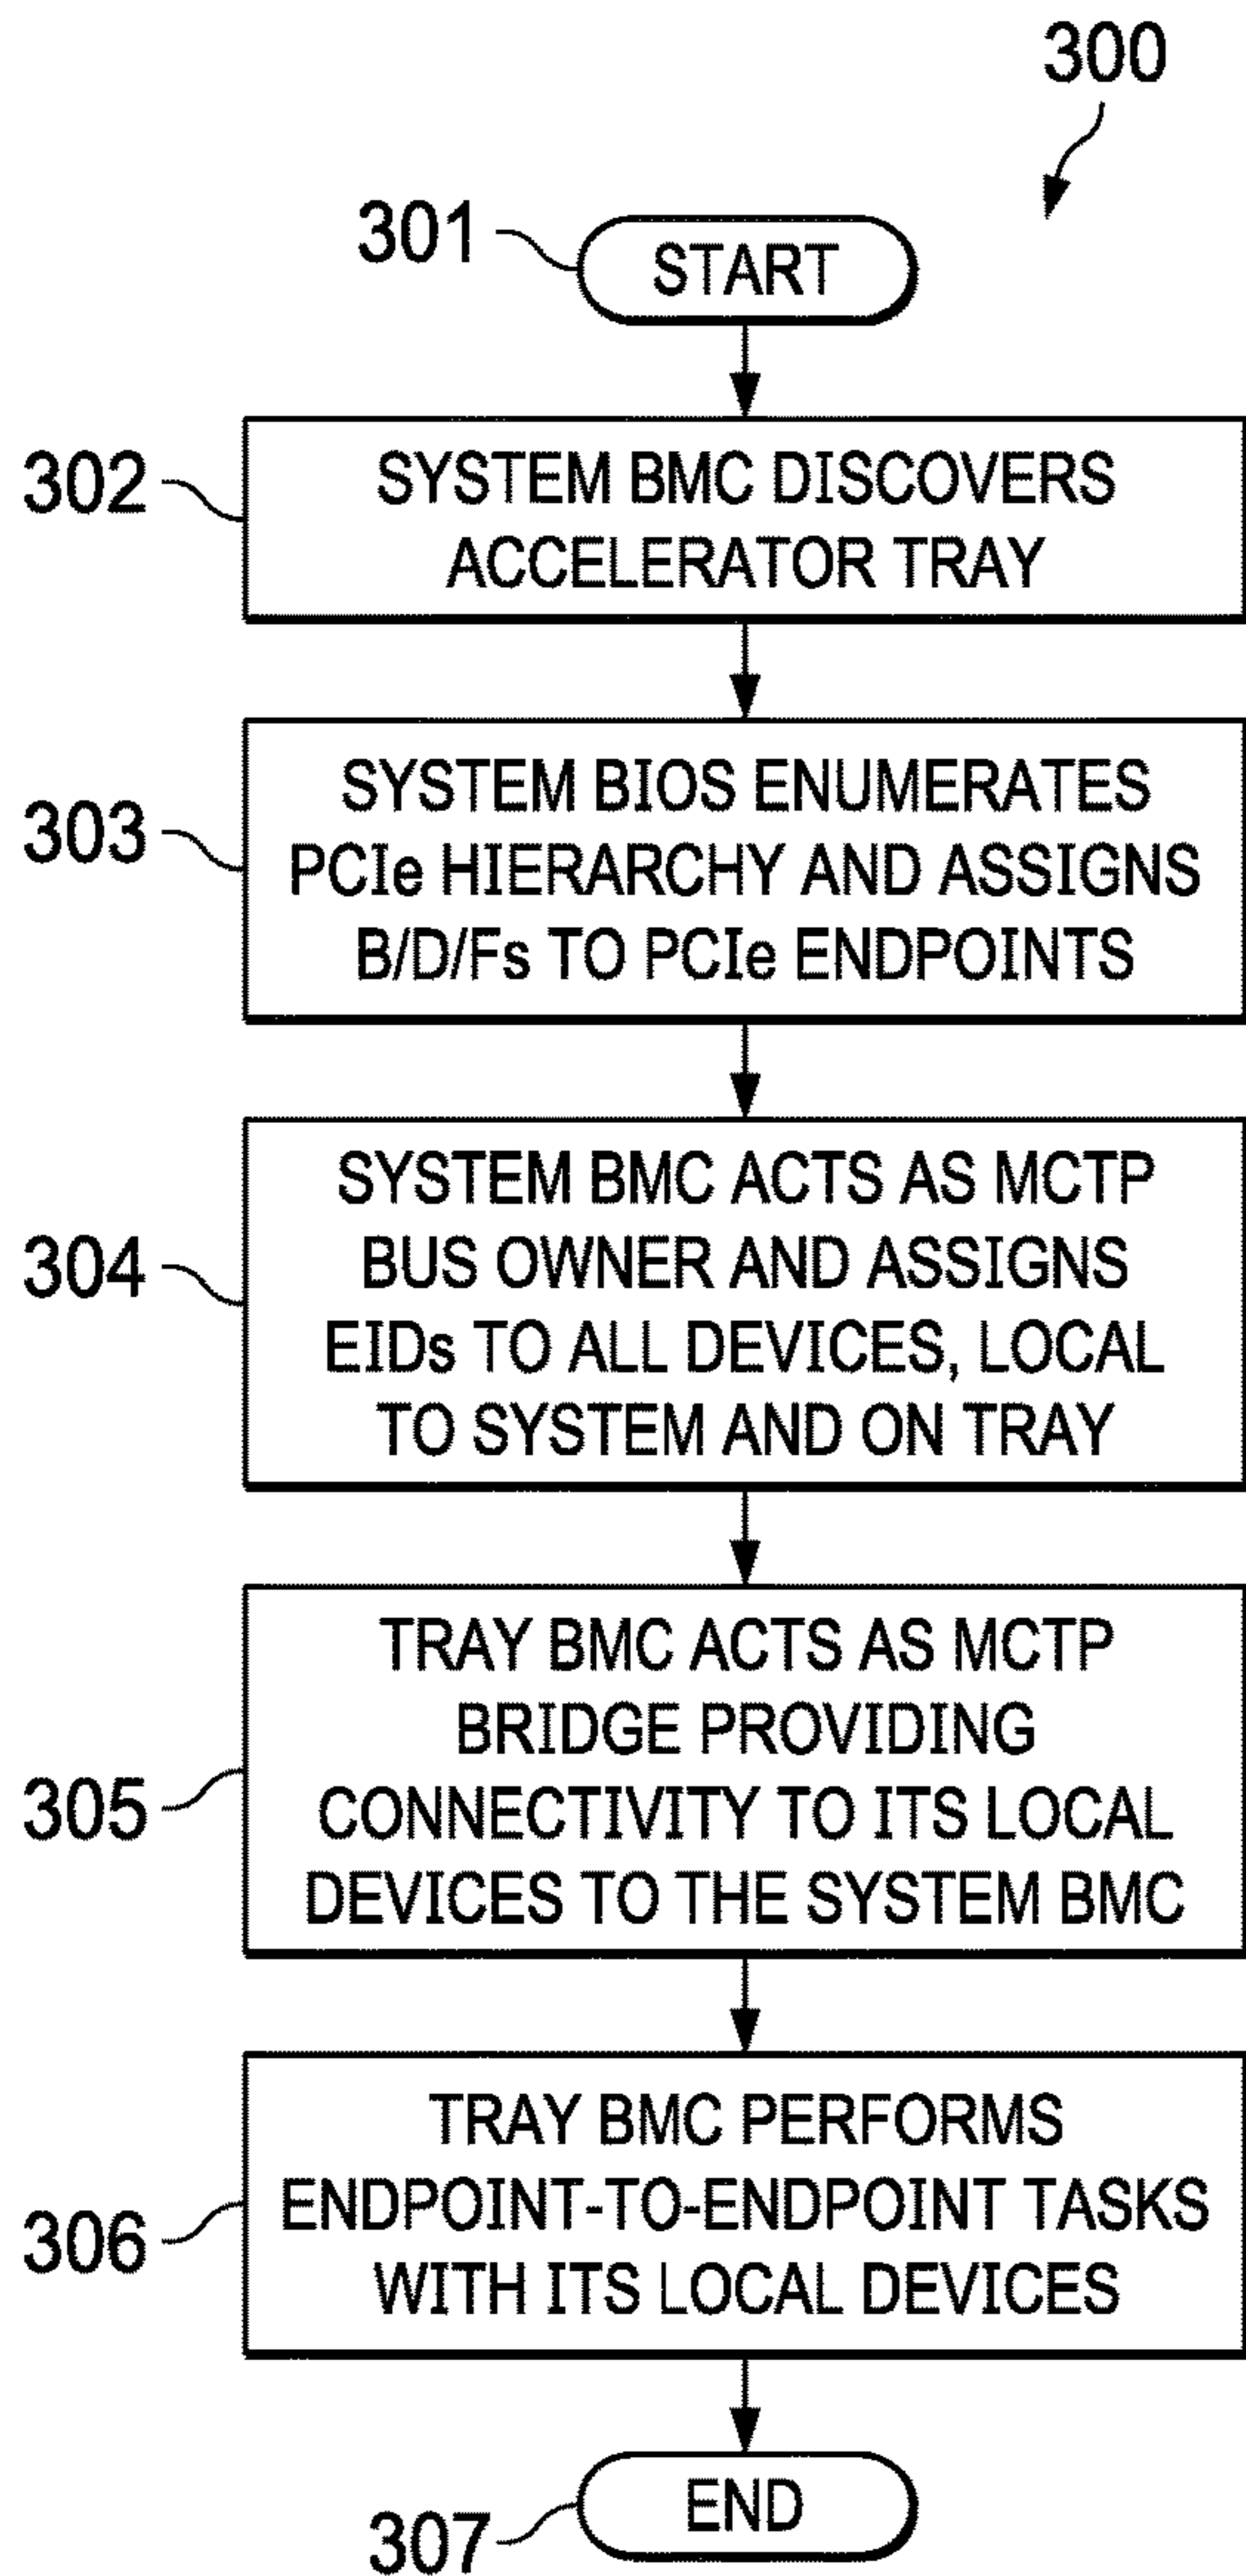 300
301
START
302
SYSTEM BMC DISCOVERS
ACCELERATOR TRAY
303
SYSTEM BIOS ENUMERATES
PCIe HIERARCHY AND ASSIGNS
B/D/Fs TO PCIe ENDPOINTS
304
SYSTEM BMC ACTS AS MCTP
BUS OWNER AND ASSIGNS
EIDs TO ALL DEVICES, LOCAL
TO SYSTEM AND ON TRAY
305
TRAY BMC ACTS AS MCTP
BRIDGE PROVIDING
CONNECTIVITY TO ITS LOCAL
DEVICES TO THE SYSTEM BMC
306
TRAY BMC PERFORMS
ENDPOINT-TO-ENDPOINT TASKS
WITH ITS LOCAL DEVICES
307
END